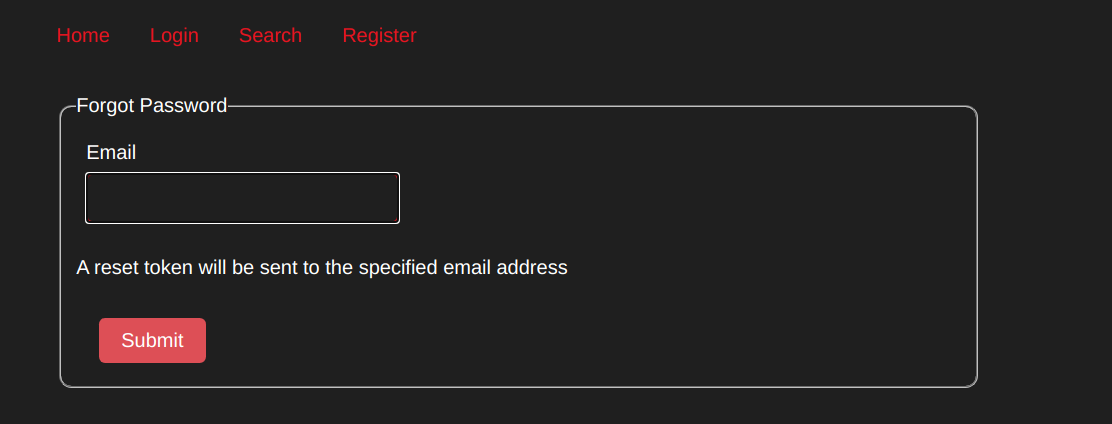 Home Login Search Register
Forgot Password
Email
A reset token will be sent to the specified email address
Submit